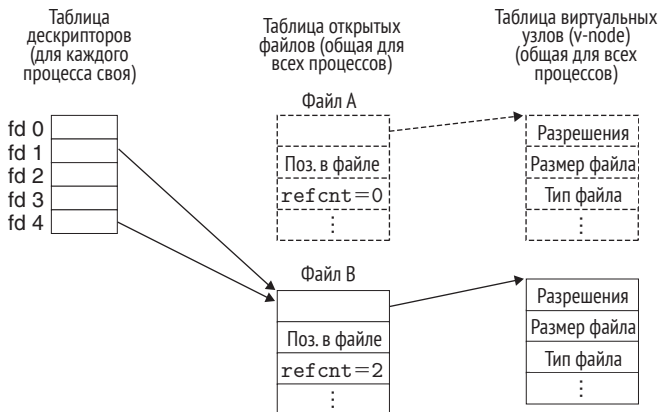 Таблица
дескрипторов
(для каждого
процесса своя)
Таблица открытых
файлов (общая для
всех процессов)
Таблица виртуальных
узлов (v-node)
(общая для всех
процессов)
fd 0
fd 1
fd 2
fd 3
fd 4
Файл A
Поз. в файле
refcnt=0
⋮
Разрешения
Размер файла
Тип файла
⋮
Файл B
Поз. в файле
refcnt=2
⋮
Разрешения
Размер файла
Тип файла
⋮